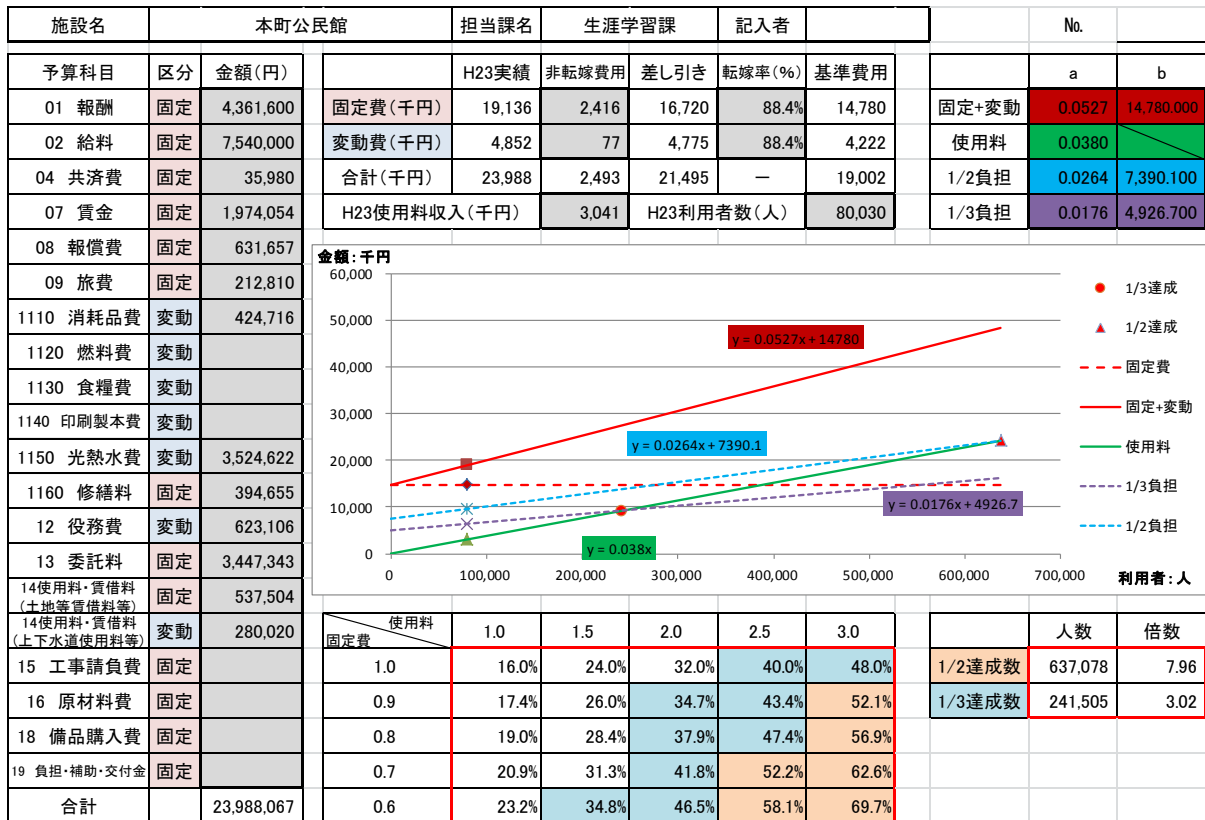 施設名 本町公民館 担当課名 生涯学習課 記入者 No.
予算科目 区分 金額(円)
01 報酬 固定 4,361,600
02 給料 固定 7,540,000
04 共済費 固定 35,980
07 賃金 固定 1,974,054
08 報償費 固定 631,657
09 旅費 固定 212,810
1110 消耗品費 変動 424,716
1120 燃料費 変動
1130 食糧費 変動
1140 印刷製本費 変動
1150 光熱水費 変動 3,524,622
1160 修繕料 固定 394,655
12 役務費 変動 623,106
13 委託料 固定 3,447,343
14使用料・賃借料
(土地等賃借料等) 固定 537,504
14使用料・賃借料
(上下水道使用料等) 変動 280,020
15 工事請負費 固定
16 原材料費 固定
18 備品購入費 固定
19 負担・補助・交付金 固定
合計 23,988,067
H23実績 非転嫁費用 差し引き 転嫁率(%) 基準費用
固定費(千円) 19,136 2,416 16,720 88.4% 14,780
変動費(千円) 4,852 77 4,775 88.4% 4,222
合計(千円) 23,988 2,493 21,495 － 19,002
H23使用料収入(千円) 3,041 H23利用者数(人) 80,030
a b
固定+変動 0.0527 14,780.000
使用料 0.0380
1/2負担 0.0264 7,390.100
1/3負担 0.0176 4,926.700
金額:千円
60,000
50,000
40,000
30,000
20,000
10,000
0
y = 0.0527x + 14780
y = 0.0264x + 7390.1
y = 0.0176x + 4926.7
y = 0.038x
0 100,000 200,000 300,000 400,000 500,000 600,000 700,000
利用者:人
1/3達成
1/2達成
固定費
固定+変動
使用料
1/3負担
1/2負担
使用料
固定費 1.0 1.5 2.0 2.5 3.0
1.0 16.0% 24.0% 32.0% 40.0% 48.0%
0.9 17.4% 26.0% 34.7% 43.4% 52.1%
0.8 19.0% 28.4% 37.9% 47.4% 56.9%
0.7 20.9% 31.3% 41.8% 52.2% 62.6%
0.6 23.2% 34.8% 46.5% 58.1% 69.7%
人数 倍数
1/2達成数 637,078 7.96
1/3達成数 241,505 3.02